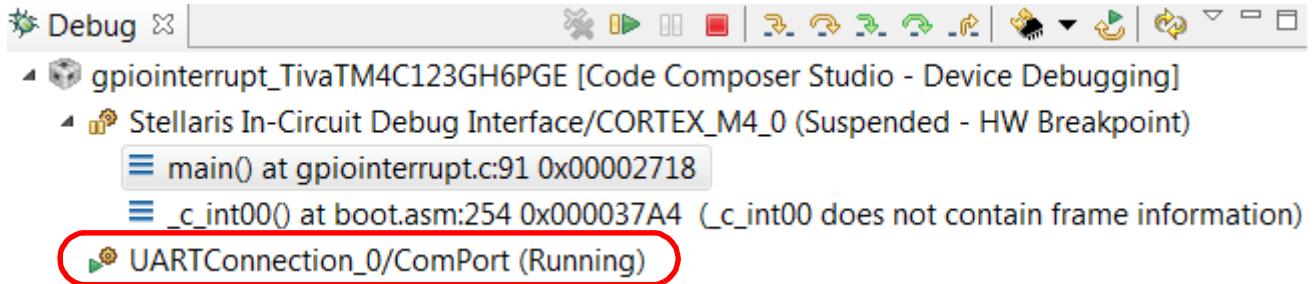 Debug
gpiointerrupt_TivaTM4C123GH6PGE [Code Composer Studio - Device Debugging]
Stellaris In-Circuit Debug Interface/CORTEX_M4_0 (Suspended - HW Breakpoint)
main() at gpiointerrupt.c:91 0x00002718
_c_int00() at boot.asm:254 0x000037A4 (_c_int00 does not contain frame information)
UARTConnection_0/ComPort (Running)